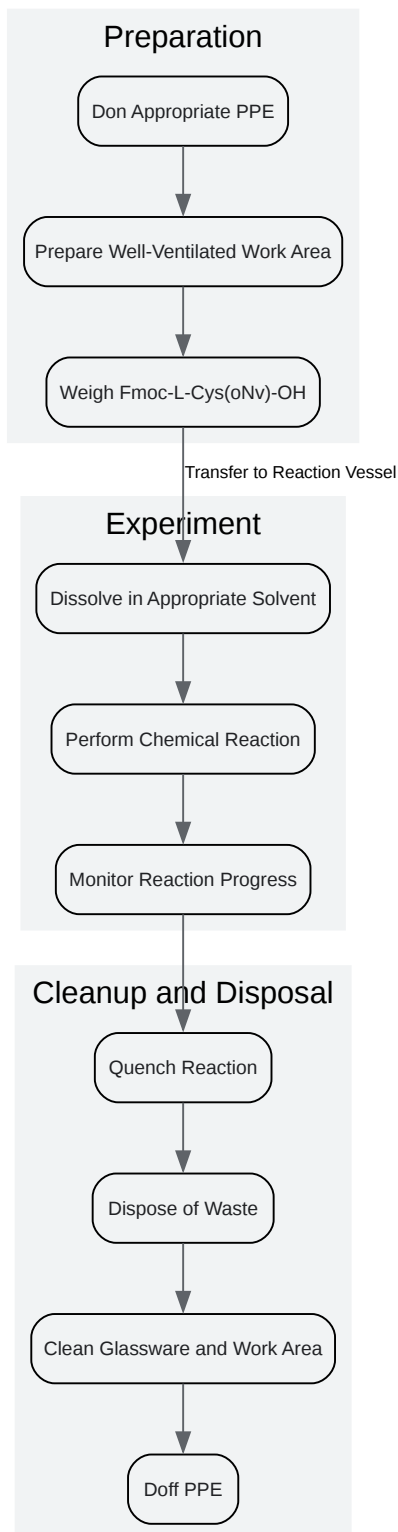 Preparation
Don Appropriate PPE
Prepare Well-Ventilated Work Area
Weigh Fmoc-L-Cys(oNv)-OH
Transfer to Reaction Vessel
Experiment
Dissolve in Appropriate Solvent
Perform Chemical Reaction
Monitor Reaction Progress
Cleanup and Disposal
Quench Reaction
Dispose of Waste
Clean Glassware and Work Area
Doff PPE